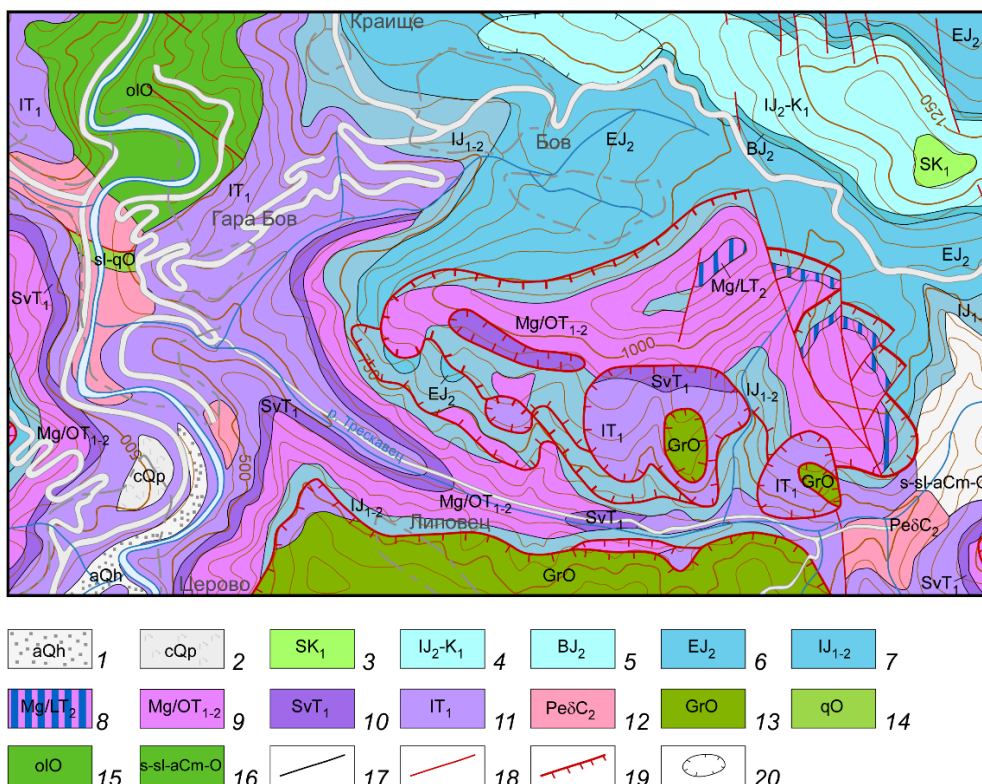 Краище
EJ2
olO
IT1
IJ2-K1
1250
IJ1-2
Бов
EJ2
BJ2
SK1
IT1
Гара Бов
sl-qO
EJ2
SvT1
Mg/LT2
IJ1-
Mg/OT1-2
1000
750
SvT1
EJ2
IJ1-2
SvT1
р. Трескавец
IT1
GrO
Mg/OT1-2
600
500
cQp
IT1
GrO
s-sl-aCm-O
Mg/OT1-2
IJ1-2
Липовец
SvT1
PeδC2
aQh
Церово
GrO
SvT1
aQh 1
cQp 2
SK1 3
IJ2-K1 4
BJ2 5
EJ2 6
IJ1-2 7
Mg/LT2 8
Mg/OT1-2 9
SvT1 10
IT1 11
PeδC2 12
GrO 13
qO 14
olO 15
s-sl-aCm-O 16
17
18
19
20